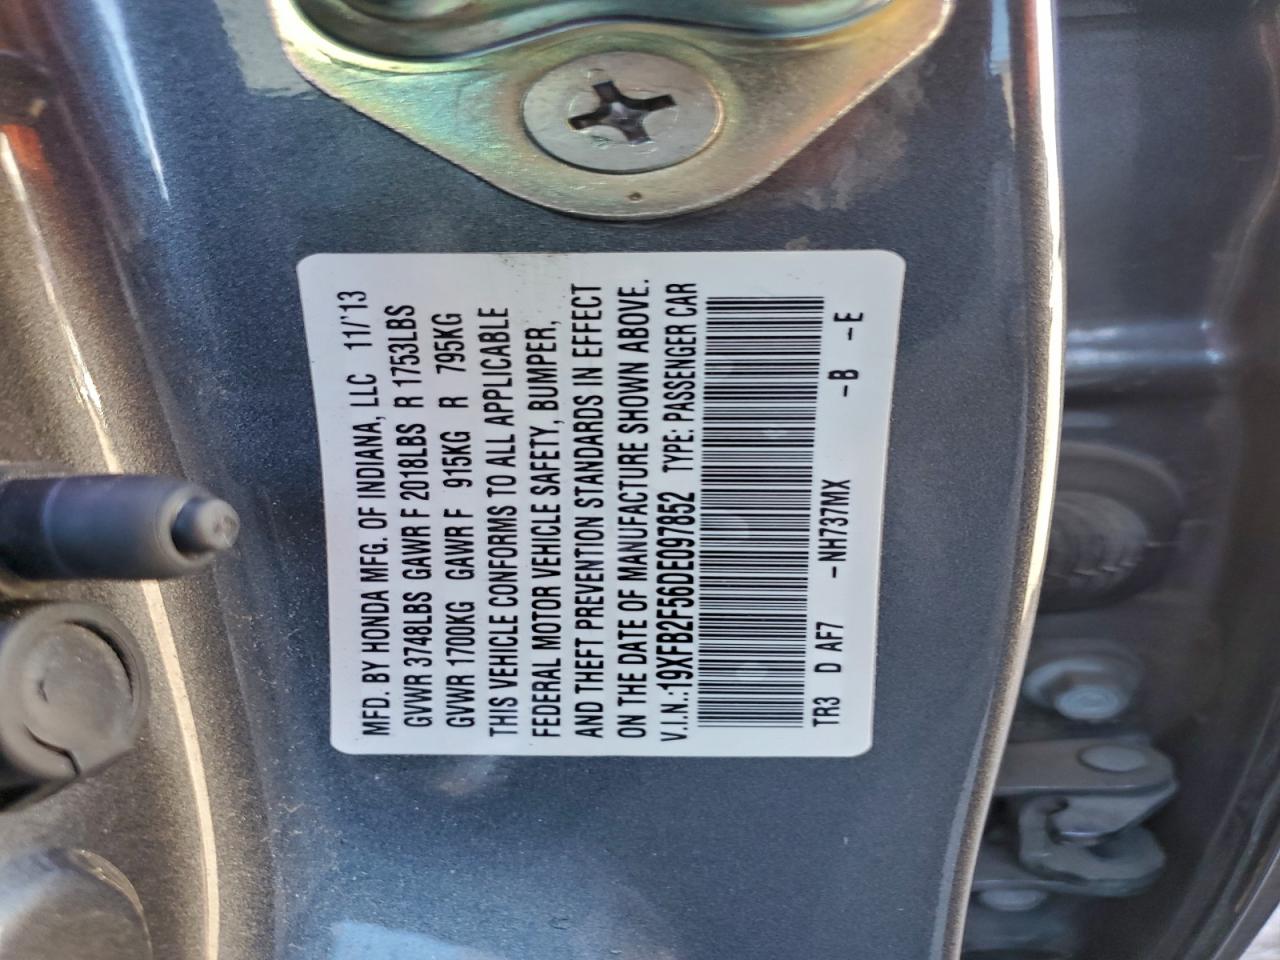 MFD. BY HONDA MFG. OF INDIANA, LLC 11/'13
GVWR 3748LBS GAWR F 2018LBS R 1753LBS
GVWR 1700KG GAWR F 915KG R 795KG
THIS VEHICLE CONFORMS TO ALL APPLICABLE
FEDERAL MOTOR VEHICLE SAFETY, BUMPER,
AND THEFT PREVENTION STANDARDS IN EFFECT
ON THE DATE OF MANUFACTURE SHOWN ABOVE.
V.I.N.:19XFB2F56DE097852 TYPE: PASSENGER CAR
TR3 D AF7 -NH737MX -B -E